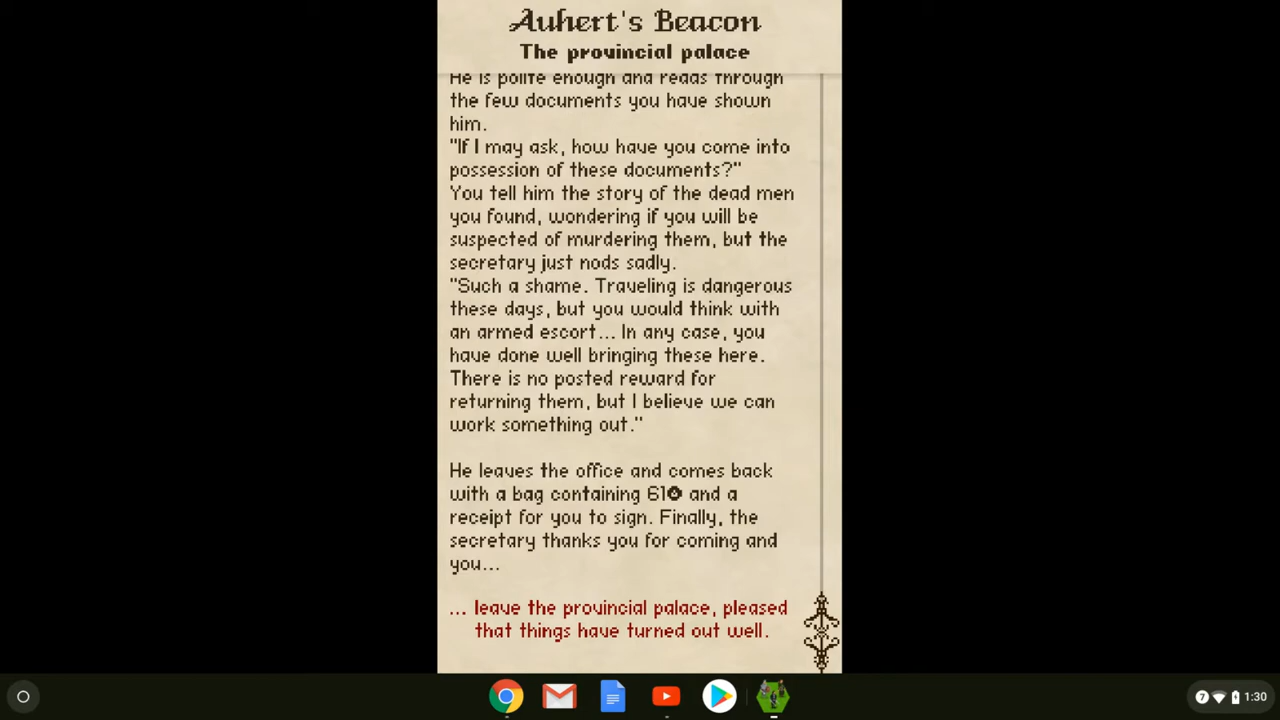 Auhert's Beacon
The provincial palace
He is polite enough and reads through
the few documents you have shown
him.
"If I may ask, how have you come into
possession of these documents?"
You tell him the story of the dead men
you found, wondering if you will be
suspected of murdering them, but the
secretary just nods sadly.
"Such a shame. Traveling is dangerous
these days, but you would think with
an armed escort... In any case, you
have done well bringing these here.
There is no posted reward for
returning them, but I believe we can
work something out."
He leaves the office and comes back
with a bag containing 61 and a
receipt for you to sign. Finally, the
secretary thanks you for coming and
you...
... leave the provincial palace, pleased
that things have turned out well.
7 1:30